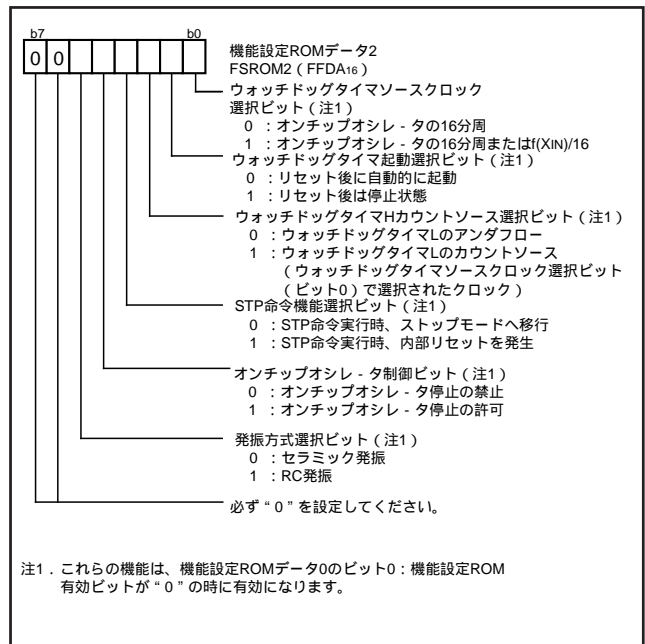 b7 b0
0 0
機能設定ROMデータ2
FSROM2(FFDA16)
ウォッチドッグタイマソースクロック
選択ビット(注1)
0 :オンチップオシレ-タの16分周
1 :オンチップオシレ-タの16分周またはf(XIN)/16
ウォッチドッグタイマ起動選択ビット(注1)
0 :リセット後に自動的に起動
1 :リセット後は停止状態
ウォッチドッグタイマHカウントソース選択ビット(注1)
0 :ウォッチドッグタイマLのアンダフロー
1 :ウォッチドッグタイマLのカウントソース
(ウォッチドッグタイマソースクロック選択ビット
(ビット0)で選択されたクロック)
STP命令機能選択ビット(注1)
0 :STP命令実行時、ストップモードへ移行
1 :STP命令実行時、内部リセットを発生
オンチップオシレ-タ制御ビット(注1)
0 :オンチップオシレ-タ停止の禁止
1 :オンチップオシレ-タ停止の許可
発振方式選択ビット(注1)
0 :セラミック発振
1 :RC発振
必ず“0”を設定してください。
注1.これらの機能は、機能設定ROMデータ0のビット0:機能設定ROM
有効ビットが“0”の時に有効になります。